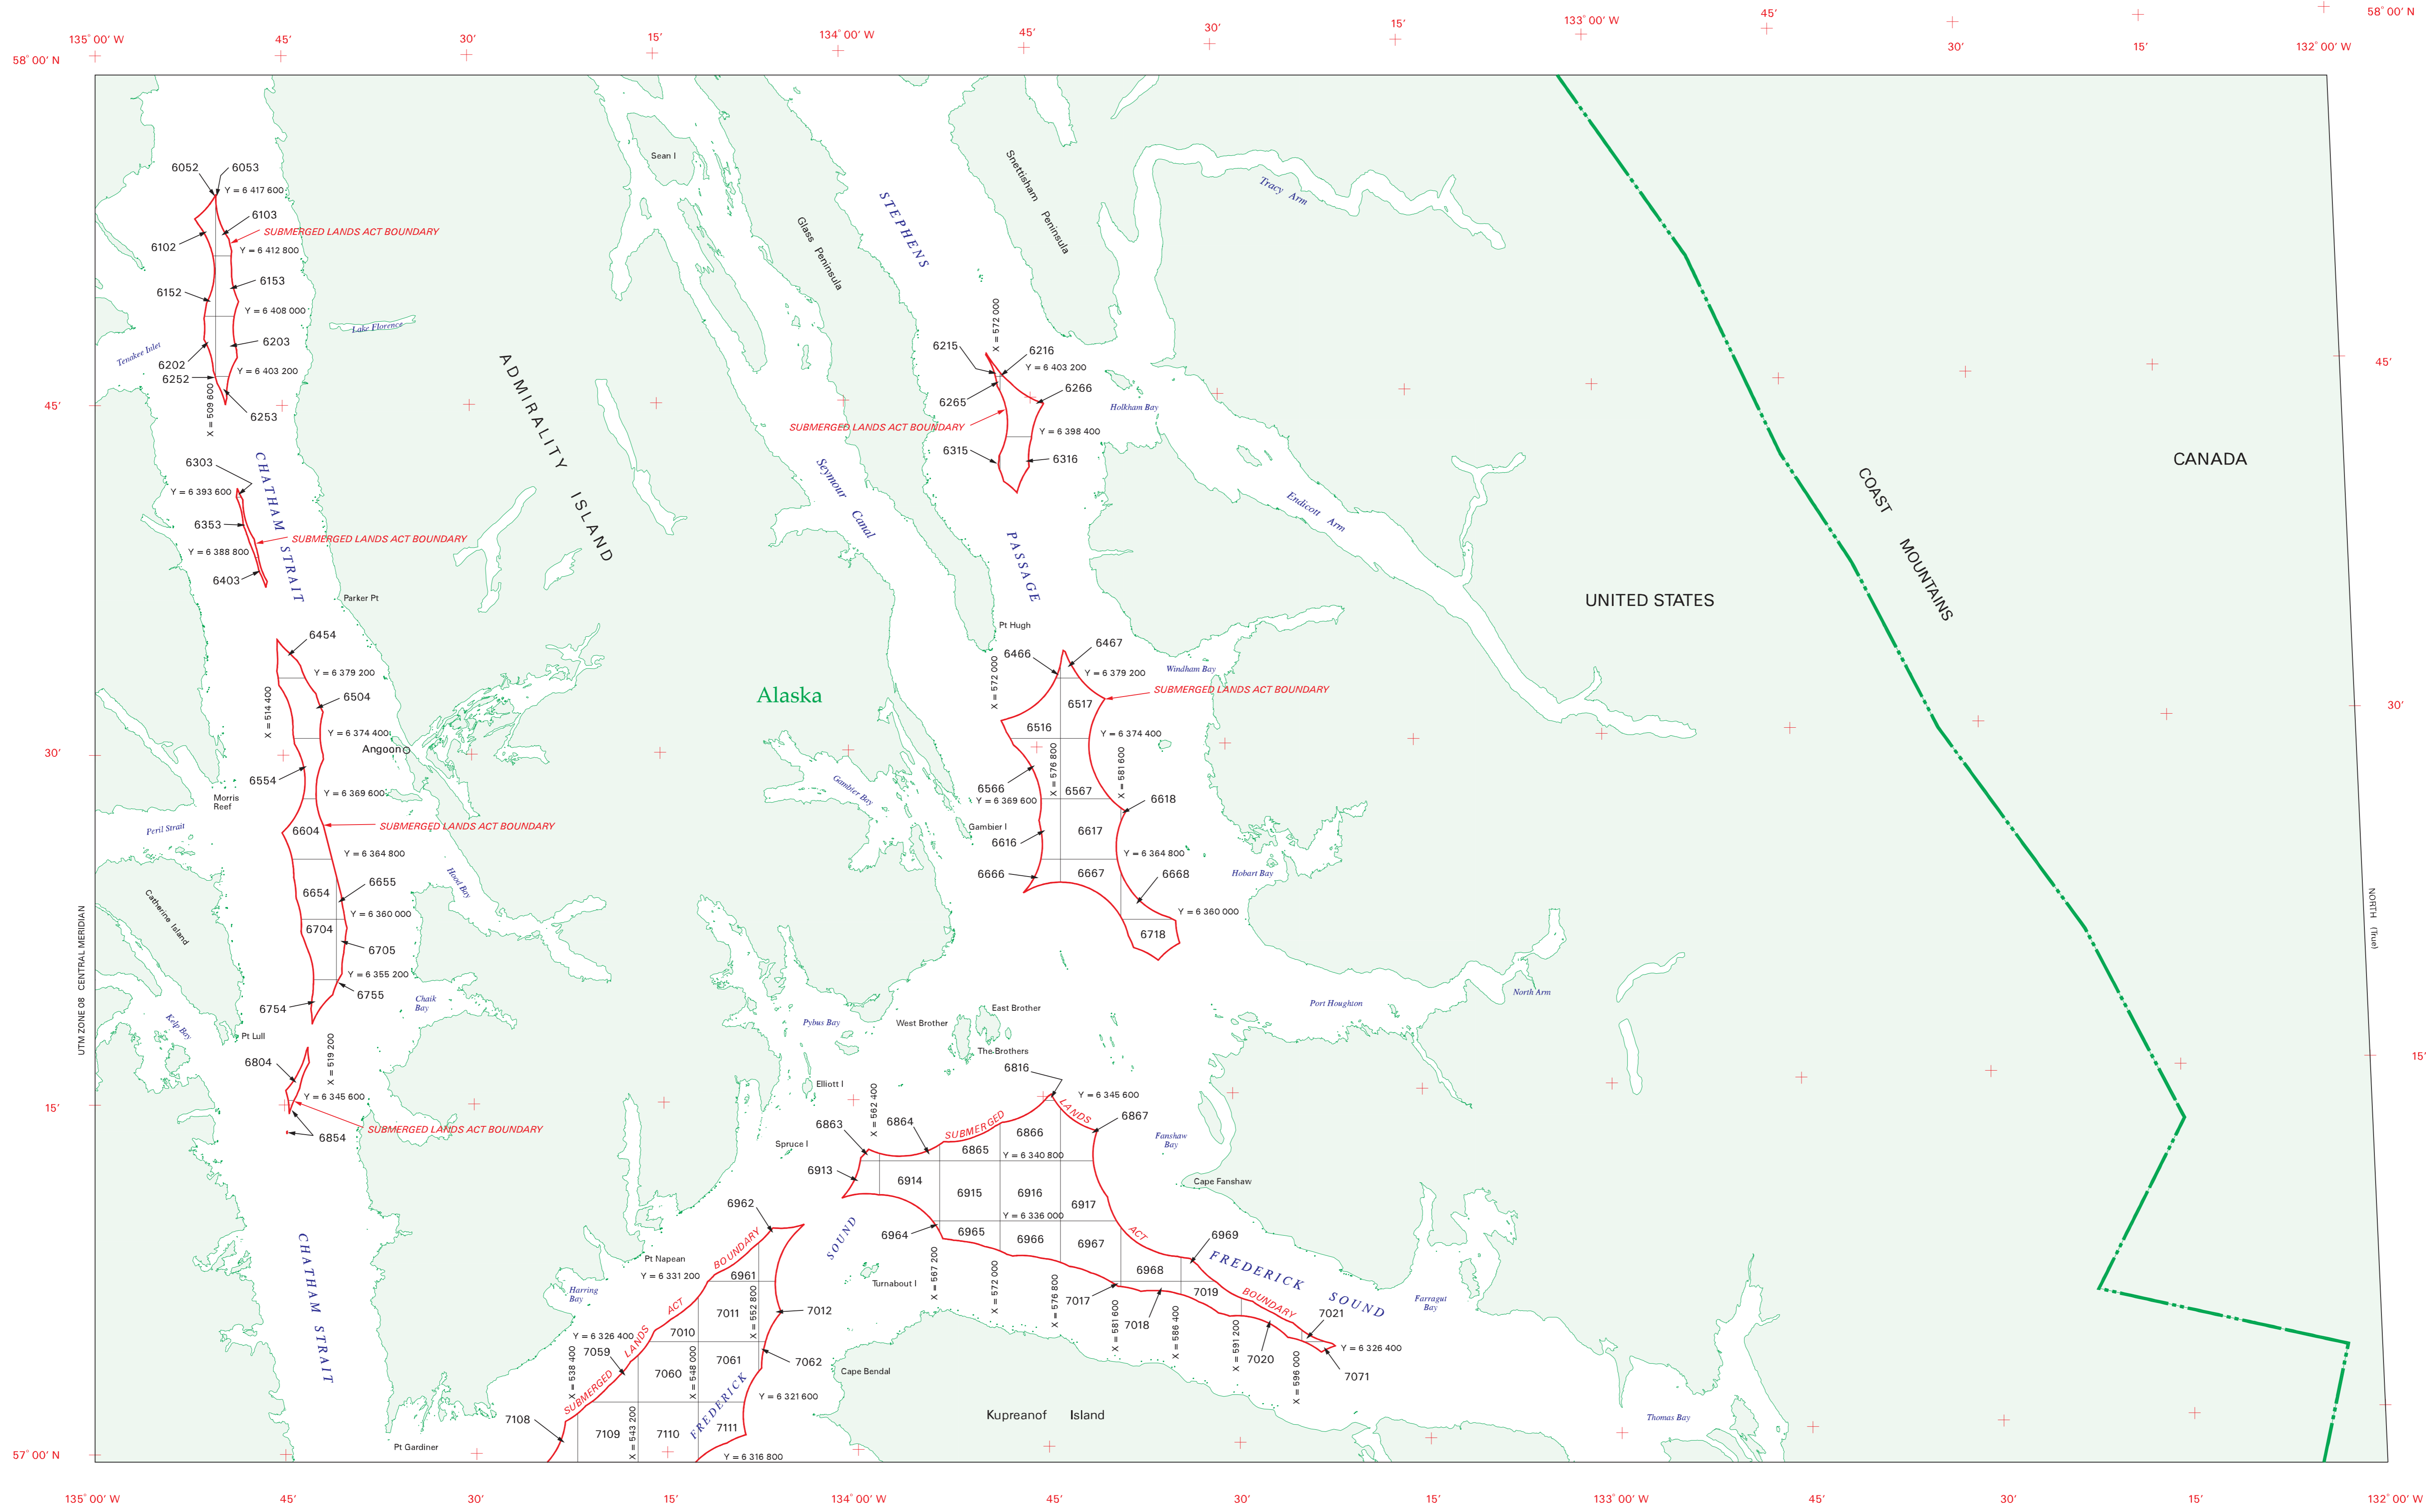 135° 00' W
45'
30'
15'
134° 00' W
45'
30'
15'
133° 00' W
45'
30'
15'
132° 00' W
58° 00' N
58° 00' N
Sean I
Snettisham Peninsula
Tracy Arm
STEPHENS
Glass Peninsula
6052
6053
Y = 6 417 600
6103
SUBMERGED LANDS ACT BOUNDARY
6102
Y = 6 412 800
6153
6152
Y = 6 408 000
Lake Florence
Tenakee Inlet
6203
6202
6252
Y = 6 403 200
X = 509 800
6253
45'
ADMIRALITY ISLAND
X = 572 000
6215
6216
Y = 6 403 200
6266
6265
Holkham Bay
SUBMERGED LANDS ACT BOUNDARY
Y = 6 398 400
6315
6316
45'
CANADA
COAST MOUNTAINS
UNITED STATES
CHATHAM STRAIT
6303
Y = 6 393 600
6353
SUBMERGED LANDS ACT BOUNDARY
Y = 6 388 800
6403
Parker Pt
Seymour Canal
PASSAGE
Endicott Arm
Pt Hugh
6454
Y = 6 379 200
X = 514 400
6504
Y = 6 374 400
Angoon
6554
Y = 6 369 600
Morris
Reef
30'
Peril Strait
6604
SUBMERGED LANDS ACT BOUNDARY
Y = 6 364 800
Hood Bay
6654
6655
Y = 6 360 000
6704
6705
Y = 6 355 200
6755
6754
Catherine Island
UTM ZONE 08 CENTRAL MERIDIAN
Kelp Bay
Chaik
Bay
Pt Lull
X = 519 200
6804
Y = 6 345 600
SUBMERGED LANDS ACT BOUNDARY
6854
15'
Alaska
Gambier Bay
6466
6467
Y = 6 379 200
Windham Bay
X = 572 000
SUBMERGED LANDS ACT BOUNDARY
6517
6516
Y = 6 374 400
X = 576 800
X = 581 600
30'
6566
Y = 6 369 600
6567
6618
Gambier I
6616
6617
Y = 6 364 800
6666
6667
6668
Hobart Bay
Y = 6 360 000
6718
NORTH (True)
Port Houghton
North Arm
East Brother
West Brother
Pybus Bay
The Brothers
6816
15'
Elliott I
X = 562 400
Y = 6 345 600
6863
6864
SUBMERGED LANDS ACT BOUNDARY
6866
6867
Spruce I
6865
Y = 6 340 800
Fanshaw
Bay
6913
6914
6915
6916
6917
Cape Fanshaw
Y = 6 336 000
6962
6964
6965
6966
6967
6968
6969
FREDERICK SOUND
SOUND
Pt Napean
Y = 6 331 200
6961
Turnabout I
X = 567 200
X = 572 000
X = 576 800
7017
X = 581 600
7018
X = 586 400
7019
X = 591 200
7020
X = 596 000
7021
Y = 6 326 400
7071
Farragut
Bay
Harring
Bay
SUBMERGED LANDS ACT BOUNDARY
7011
X = 552 800
7012
Y = 6 326 400
7010
7059
X = 538 400
7060
X = 548 000
7061
7062
Cape Bendal
Y = 6 321 600
FREDERICK
7108
7109
X = 543 200
7110
7111
Y = 6 316 800
Kupreanof Island
Thomas Bay
CHATHAM STRAIT
Pt Gardiner
57° 00' N
135° 00' W
45'
30'
15'
134° 00' W
45'
30'
15'
133° 00' W
45'
30'
15'
132° 00' W